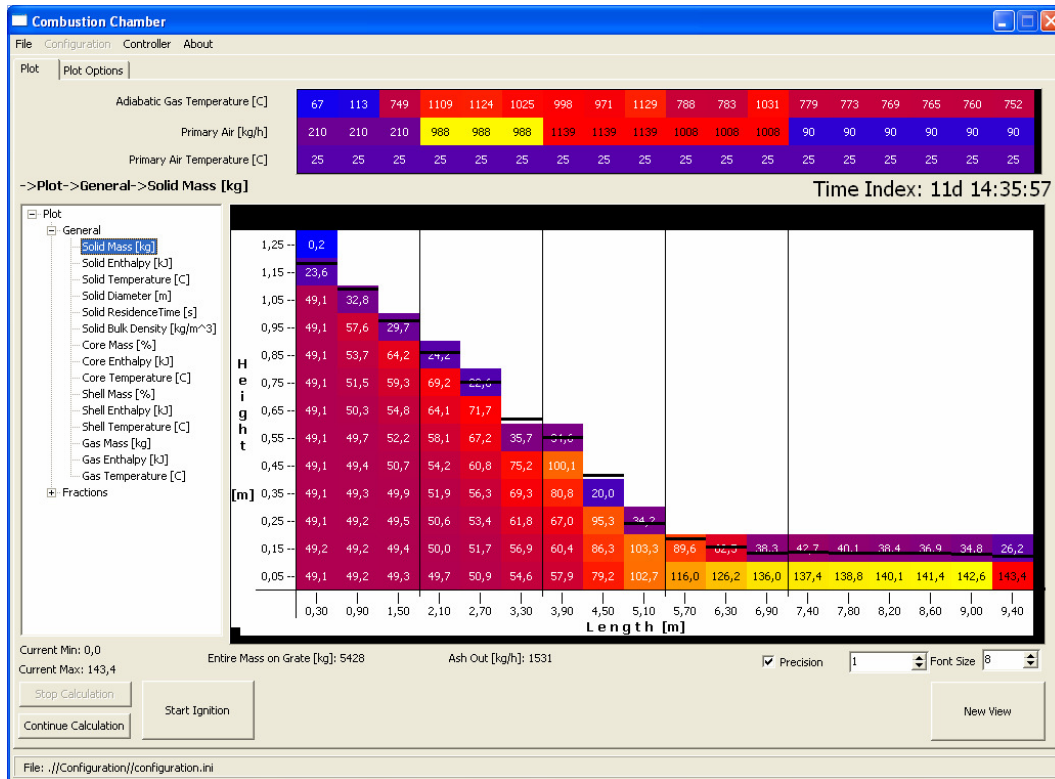 Combustion Chamber
File Configuration Controller About
Plot Plot Options
Adiabatic Gas Temperature [C] 67 113 749 1109 1124 1025 998 971 1129 788 783 1031 779 773 769 765 760 752
Primary Air [kg/h] 210 210 210 988 988 988 1139 1139 1139 1008 1008 1008 90 90 90 90 90 90
Primary Air Temperature [C] 25 25 25 25 25 25 25 25 25 25 25 25 25 25 25 25 25 25
->Plot->General->Solid Mass [kg]
Time Index: 11d 14:35:57
Plot
General
Solid Mass [kg]
Solid Enthalpy [kJ]
Solid Temperature [C]
Solid Diameter [m]
Solid ResidenceTime [s]
Solid Bulk Density [kg/m^3]
Core Mass [%]
Core Enthalpy [kJ]
Core Temperature [C]
Shell Mass [%]
Shell Enthalpy [kJ]
Shell Temperature [C]
Gas Mass [kg]
Gas Enthalpy [kJ]
Gas Temperature [C]
Fractions
Height [m]
1,25 -- 0,2
1,15 -- 23,6
1,05 -- 49,1 32,8
0,95 -- 49,1 57,6 29,7
0,85 -- 49,1 53,7 64,2 24,2
0,75 -- 49,1 51,5 59,3 69,2
0,65 -- 49,1 50,3 54,8 64,1 71,7
0,55 -- 49,1 49,7 52,2 58,1 67,2 35,7
0,45 -- 49,1 49,4 50,7 54,2 60,8 75,2 100,1
0,35 -- 49,1 49,3 49,9 51,9 56,3 69,3 80,8 20,0
0,25 -- 49,1 49,2 49,5 50,6 53,4 61,8 67,0 95,3 34,2
0,15 -- 49,2 49,2 49,4 50,0 51,7 56,9 60,4 86,3 103,3 89,6 38,3 42,7 40,1 38,4 36,9 34,8 26,2
0,05 -- 49,1 49,2 49,3 49,7 50,9 54,6 57,9 79,2 102,7 116,0 126,2 136,0 137,4 138,8 140,1 141,4 142,6 143,4
0,30 0,90 1,50 2,10 2,70 3,30 3,90 4,50 5,10 5,70 6,30 6,90 7,40 7,80 8,20 8,60 9,00 9,40
Length [m]
Current Min: 0,0
Current Max: 143,4
Entire Mass on Grate [kg]: 5428
Ash Out [kg/h]: 1531
Precision 1
Font Size 8
Stop Calculation
Continue Calculation
Start Ignition
New View
File: .//Configuration//configuration.ini